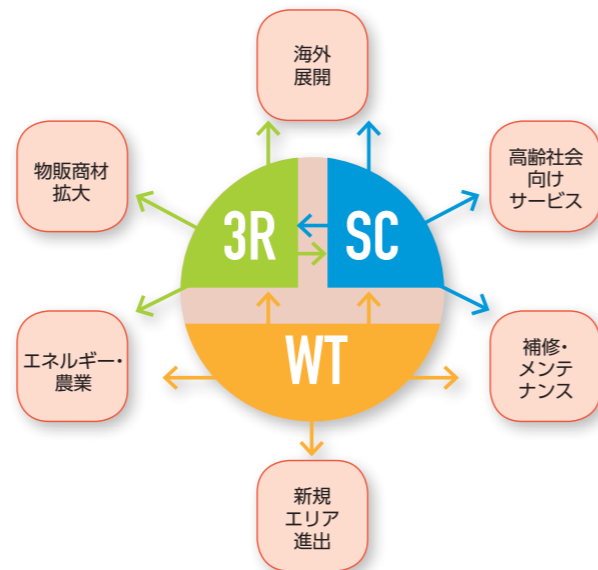 海外
展開
物販商材
拡大
高齢社会
向け
サービス
3R
SC
エネルギー・
農業
WT
補修・
メンテ
ナンス
新規
エリア
進出